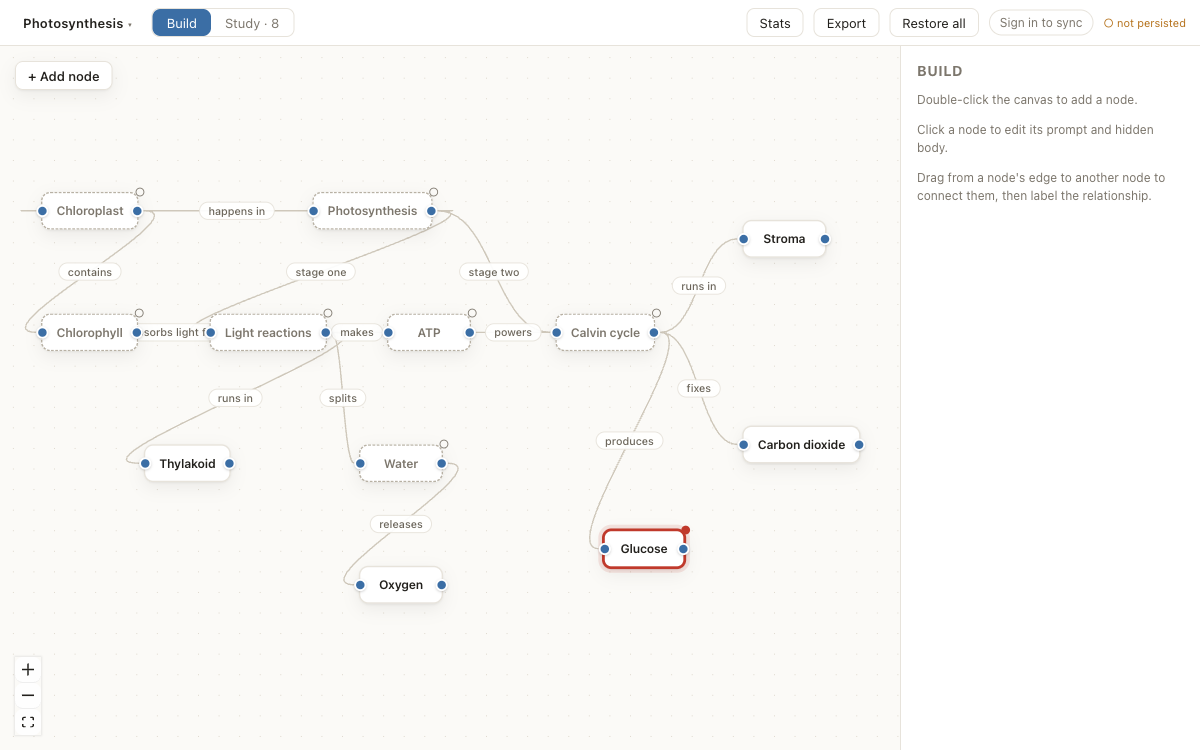 Photosynthesis
Build
Study · 8
Stats
Export
Restore all
Sign in to sync
not persisted
+ Add node
BUILD
Double-click the canvas to add a node.
Click a node to edit its prompt and hidden
body.
Drag from a node's edge to another node to
connect them, then label the relationship.
Chloroplast
happens in
Photosynthesis
Stroma
contains
stage one
stage two
runs in
Chlorophyll
light
Light reactions
makes
ATP
powers
Calvin cycle
runs in
splits
fixes
produces
Carbon dioxide
Thylakoid
Water
releases
Glucose
Oxygen